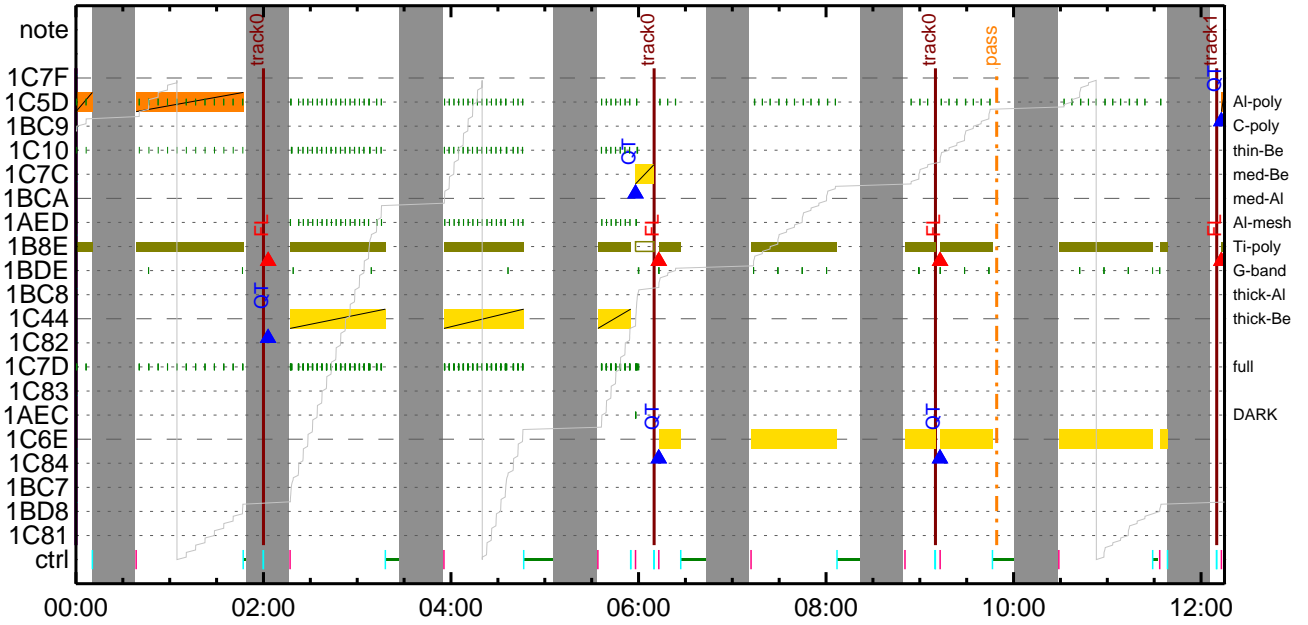 track0 track0 track0 pass track1
note
1C7F QT
1C5D Al-poly
1BC9 C-poly
1C10 QT thin-Be
1C7C med-Be
1BCA med-Al
1AED FL FL FL FL Al-mesh
1B8E Ti-poly
1BDE G-band
1BC8 QT thick-Al
1C44 thick-Be
1C82
1C7D full
1C83
1AEC QT QT DARK
1C6E
1C84
1BC7
1BD8
1C81
ctrl
00:00 02:00 04:00 06:00 08:00 10:00 12:00